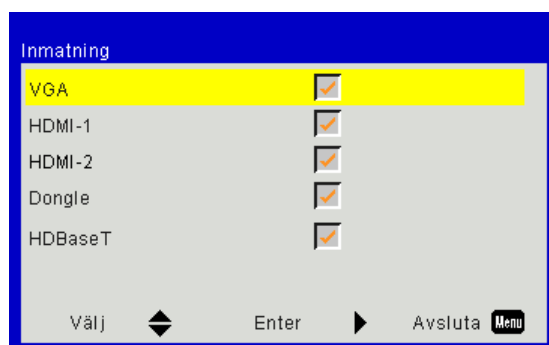 Inmatning
VGA
HDMI-1
HDMI-2
Dongle
HDBaseT
Välj Enter Avsluta Menu